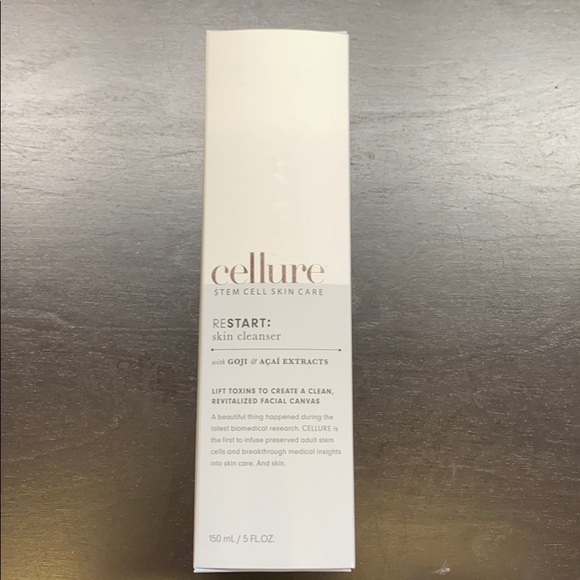 cellure™
STEM CELL SKIN CARE
RESTART:
skin cleanser
with GOJI & AÇAÍ EXTRACTS
LIFT TOXINS TO CREATE A CLEAN,
REVITALIZED FACIAL CANVAS
A beautiful thing happened during the
latest biomedical research. CELLURE is
the first to infuse preserved adult stem
cells and breakthrough medical insights
into skin care. And skin.
150 mL / 5 FL.OZ.